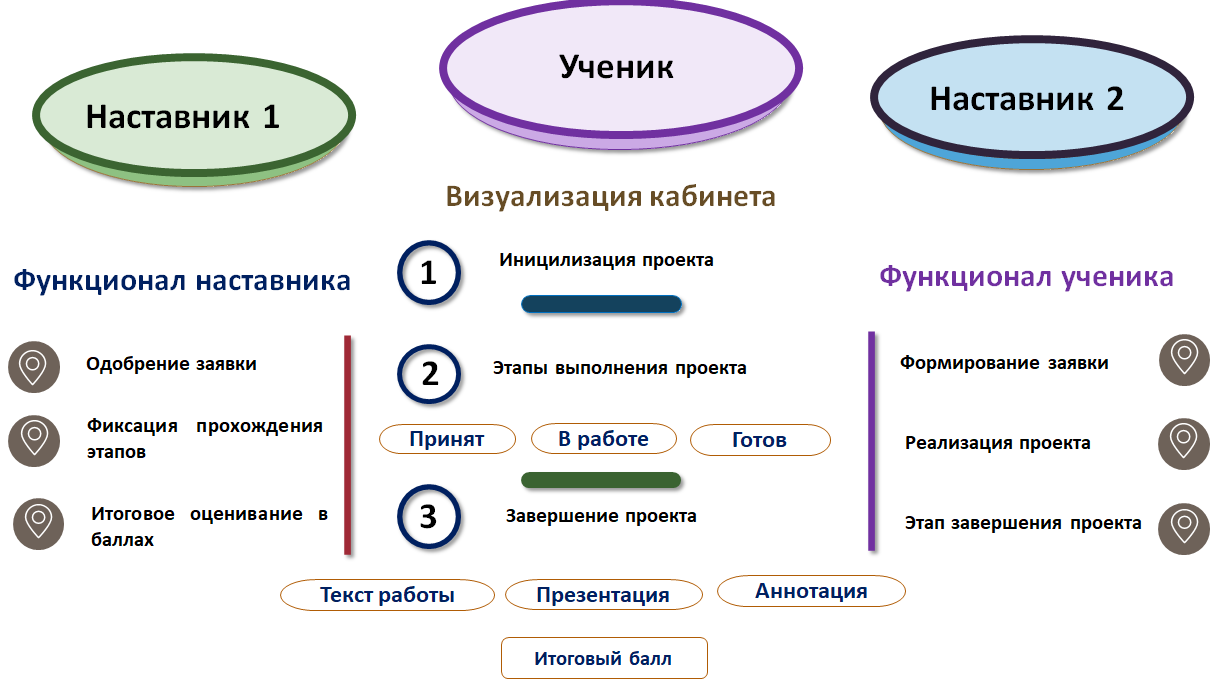 Наставник 1
Ученик
Наставник 2
Визуализация кабинета
Функционал наставника
Одобрение заявки
Фиксация прохождения
этапов
Итоговое оценивание в
баллах
1
Иницилизация проекта
2
Этапы выполнения проекта
Принят
В работе
Готов
3
Завершение проекта
Функционал ученика
Формирование заявки
Реализация проекта
Этап завершения проекта
Текст работы
Презентация
Аннотация
Итоговый балл